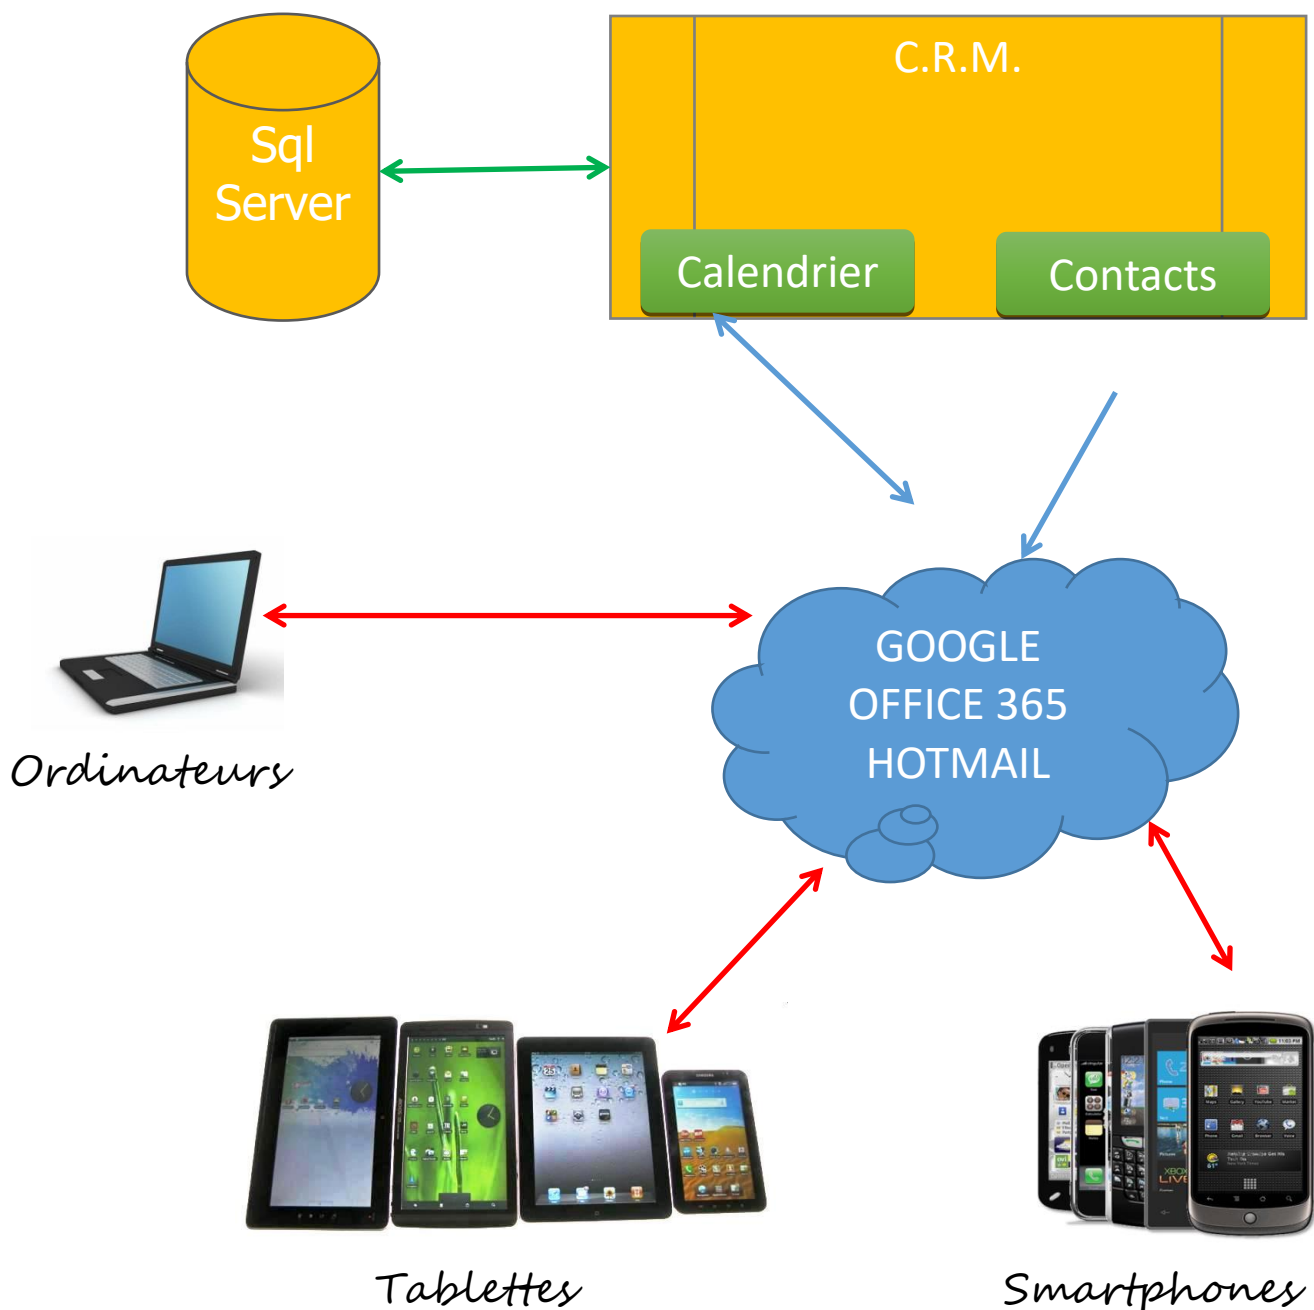 C.R.M.
Sql
Server
Calendrier
Contacts
GOOGLE
OFFICE 365
HOTMAIL
Ordinateurs
Tablettes
Smartphones